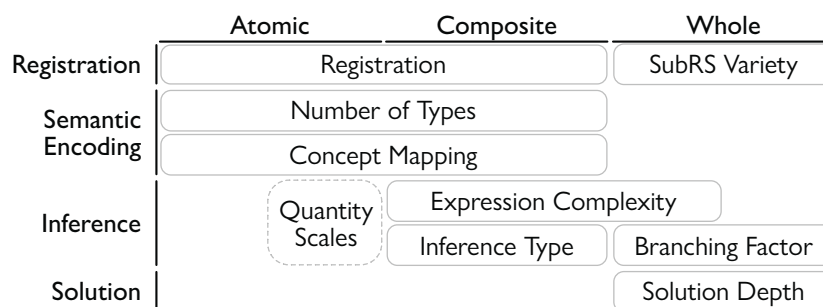 Atomic Composite Whole
Registration Registration SubRS Variety
Semantic
Encoding
Number of Types
Concept Mapping
Inference
Quantity
Scales
Expression Complexity
Inference Type Branching Factor
Solution Solution Depth